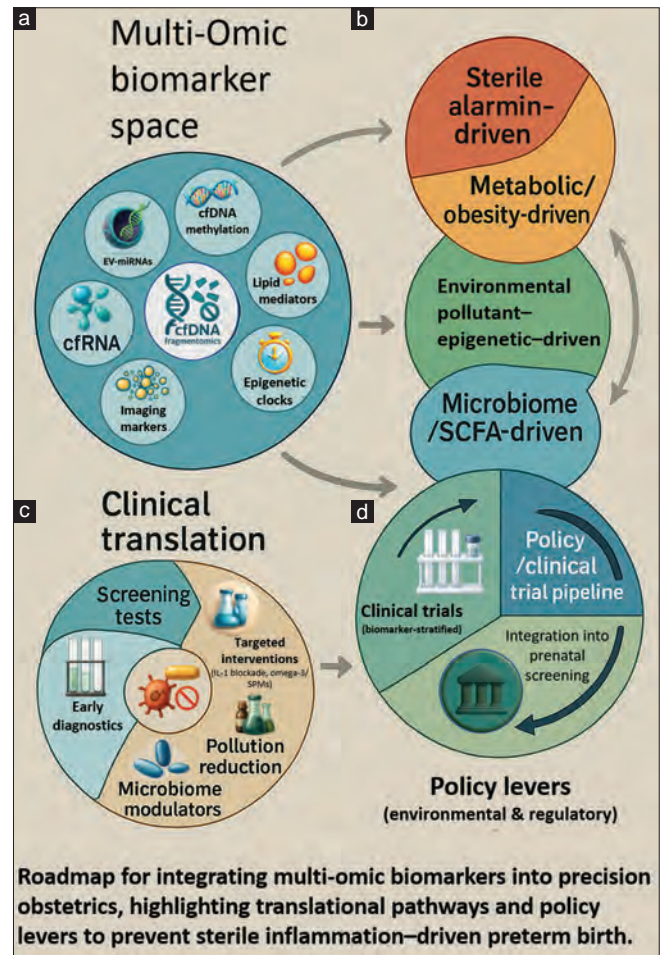 a
Multi-Omic
biomarker
space
cfDNA
methylation
EV-miRNAs
Lipid
mediators
cfRNA
cfDNA
fragmentomics
Epigenetic
clocks
Imaging
markers
b
Sterile
alarmin–
driven
Metabolic/
obesity-driven
Environmental
pollutant–
epigenetic–driven
Microbiome
/SCFA-driven
c
Clinical
translation
Screening
tests
Targeted
interventions
(IL-1 blockade, omega-3/
SPMs)
Early
diagnostics
Pollution
reduction
Microbiome
modulators
d
Policy
/clinical
trial pipeline
Clinical trials
(biomarker-stratified)
Integration into
prenatal
screening
Policy levers
(environmental & regulatory)
Roadmap for integrating multi-omic biomarkers into precision
obstetrics, highlighting translational pathways and policy
levers to prevent sterile inflammation–driven preterm birth.